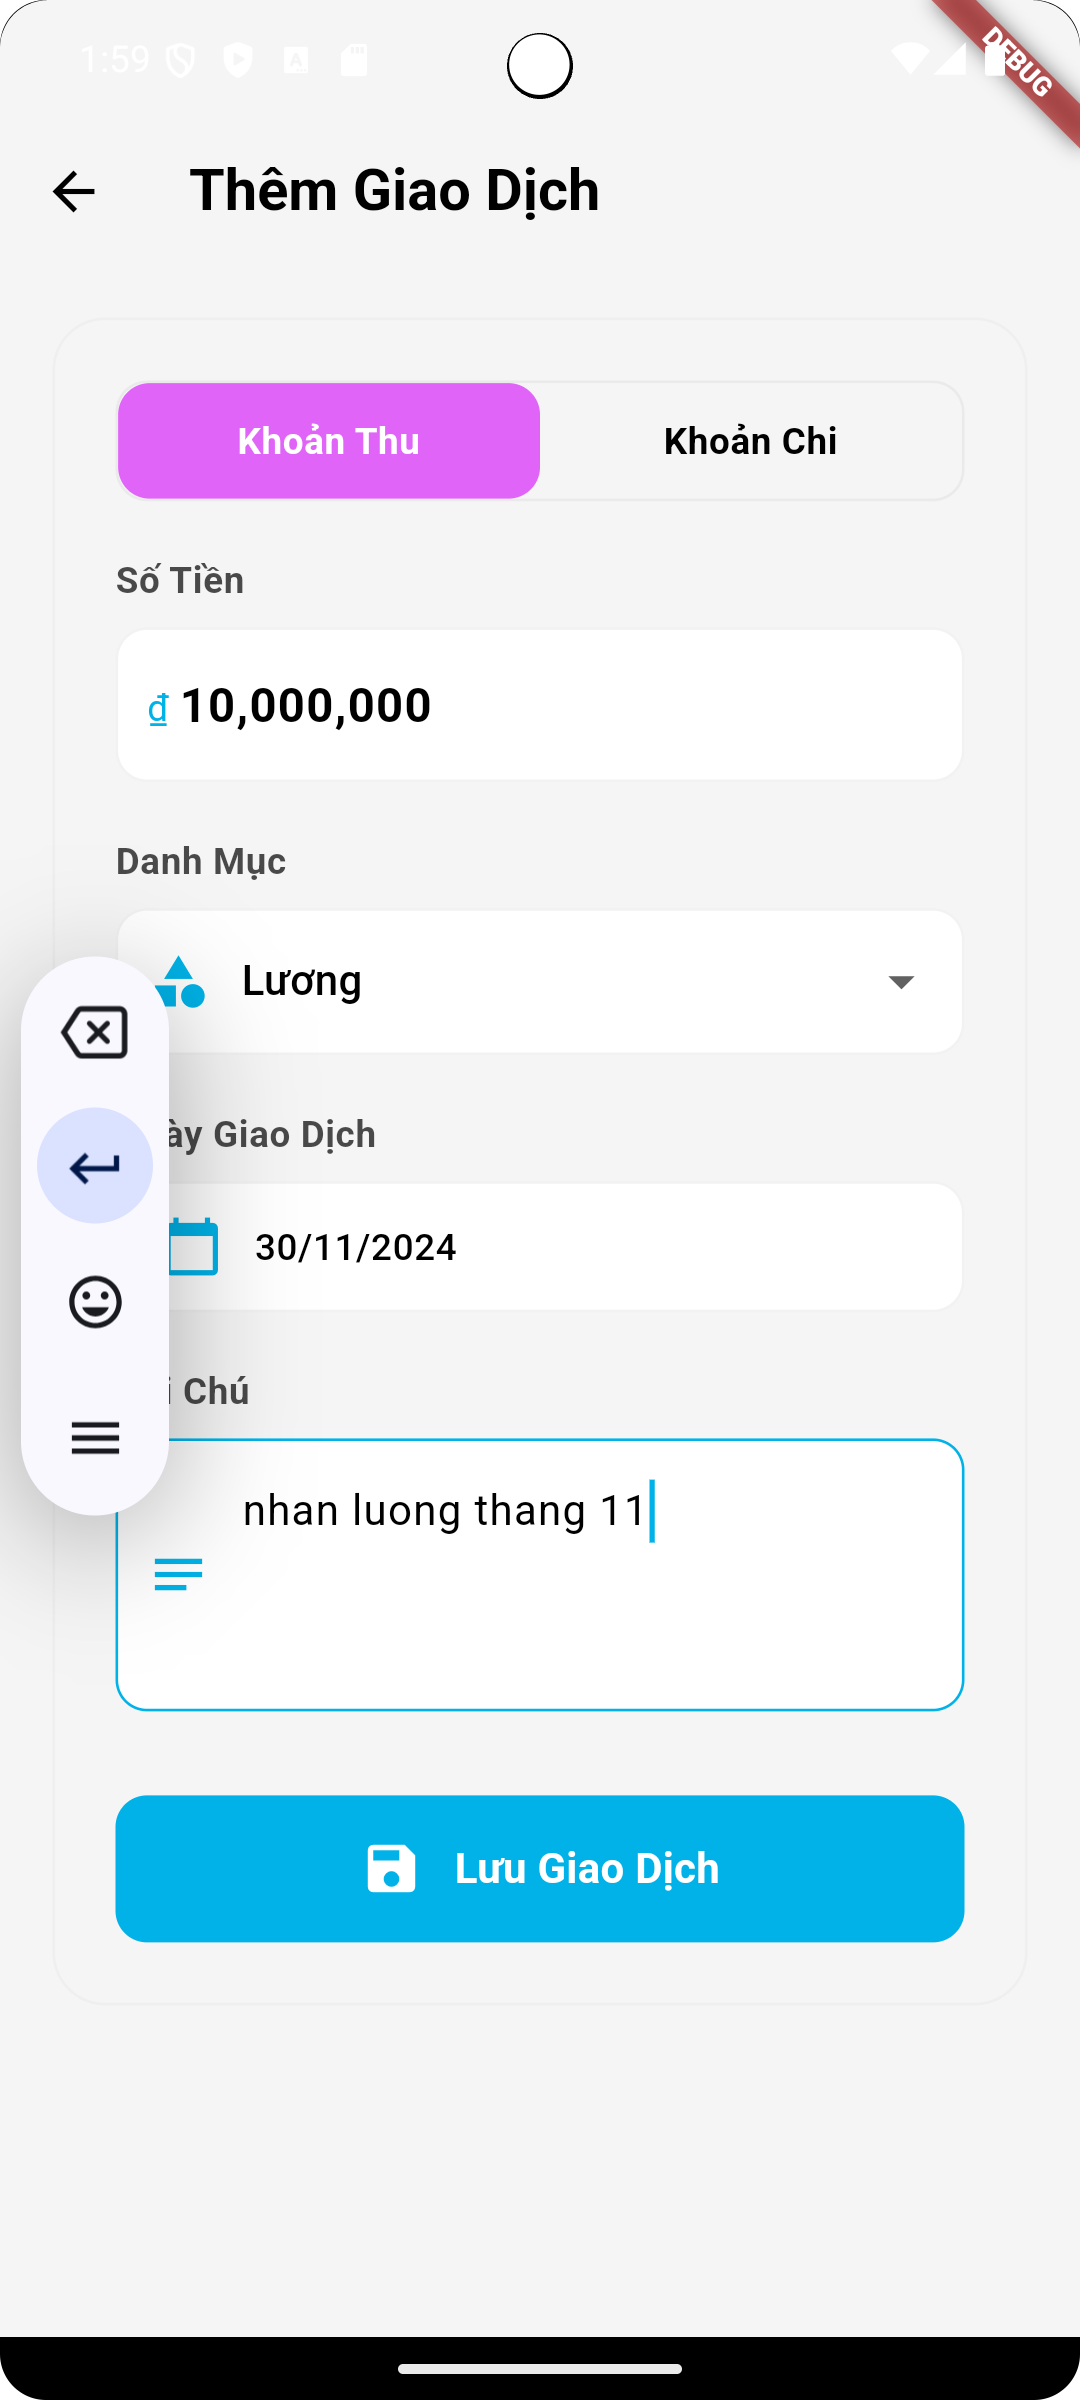 1:59
DEBUG
Thêm Giao Dịch
Khoản Thu
Khoản Chi
Số Tiền
₫ 10,000,000
Danh Mục
Lương
ày Giao Dịch
30/11/2024
i Chú
nhan luong thang 11
Lưu Giao Dịch